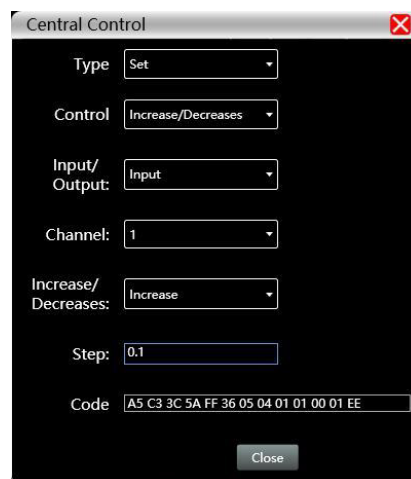 Central Control
Type Set
Control Increase/Decreases
Input/
Output: Input
Channel: 1
Increase/
Decreases: Increase
Step: 0.1
Code A5 C3 3C 5A FF 36 05 04 01 01 00 01 EE
Close